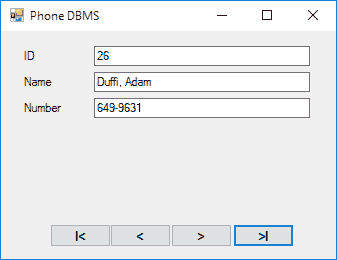 Phone DBMS
ID 26
Name Duffi, Adam
Number 649-9631
|< < > >|